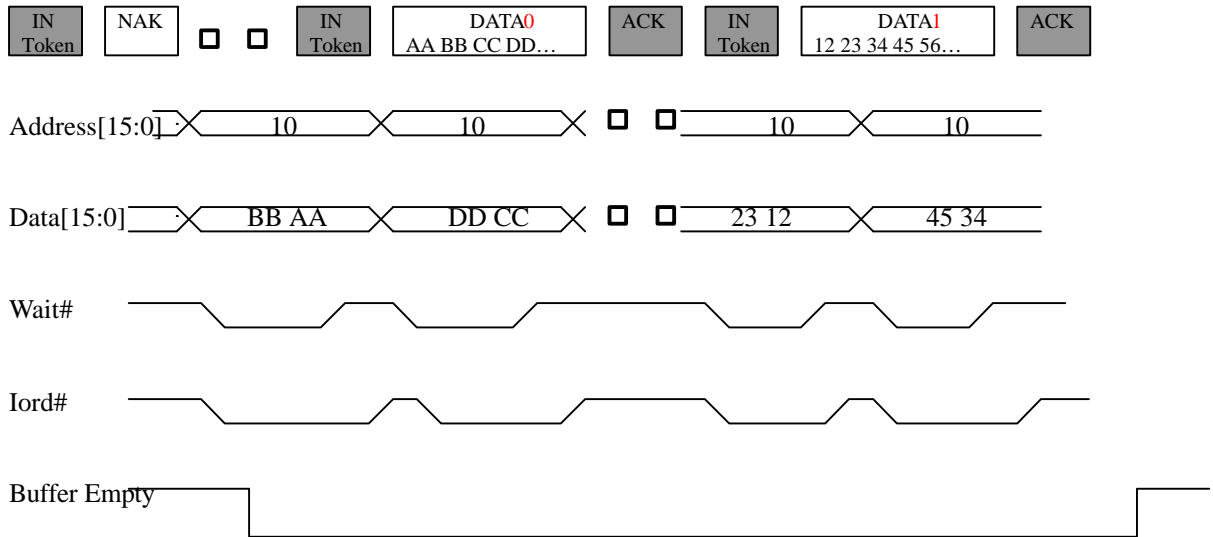 IN Token
NAK
IN Token
DATA0
AA BB CC DD…
ACK
IN Token
DATA1
12 23 34 45 56…
ACK
Address[15:0] 10 10 10 10
Data[15:0] BB AA DD CC 23 12 45 34
Wait#
Iord#
Buffer Empty